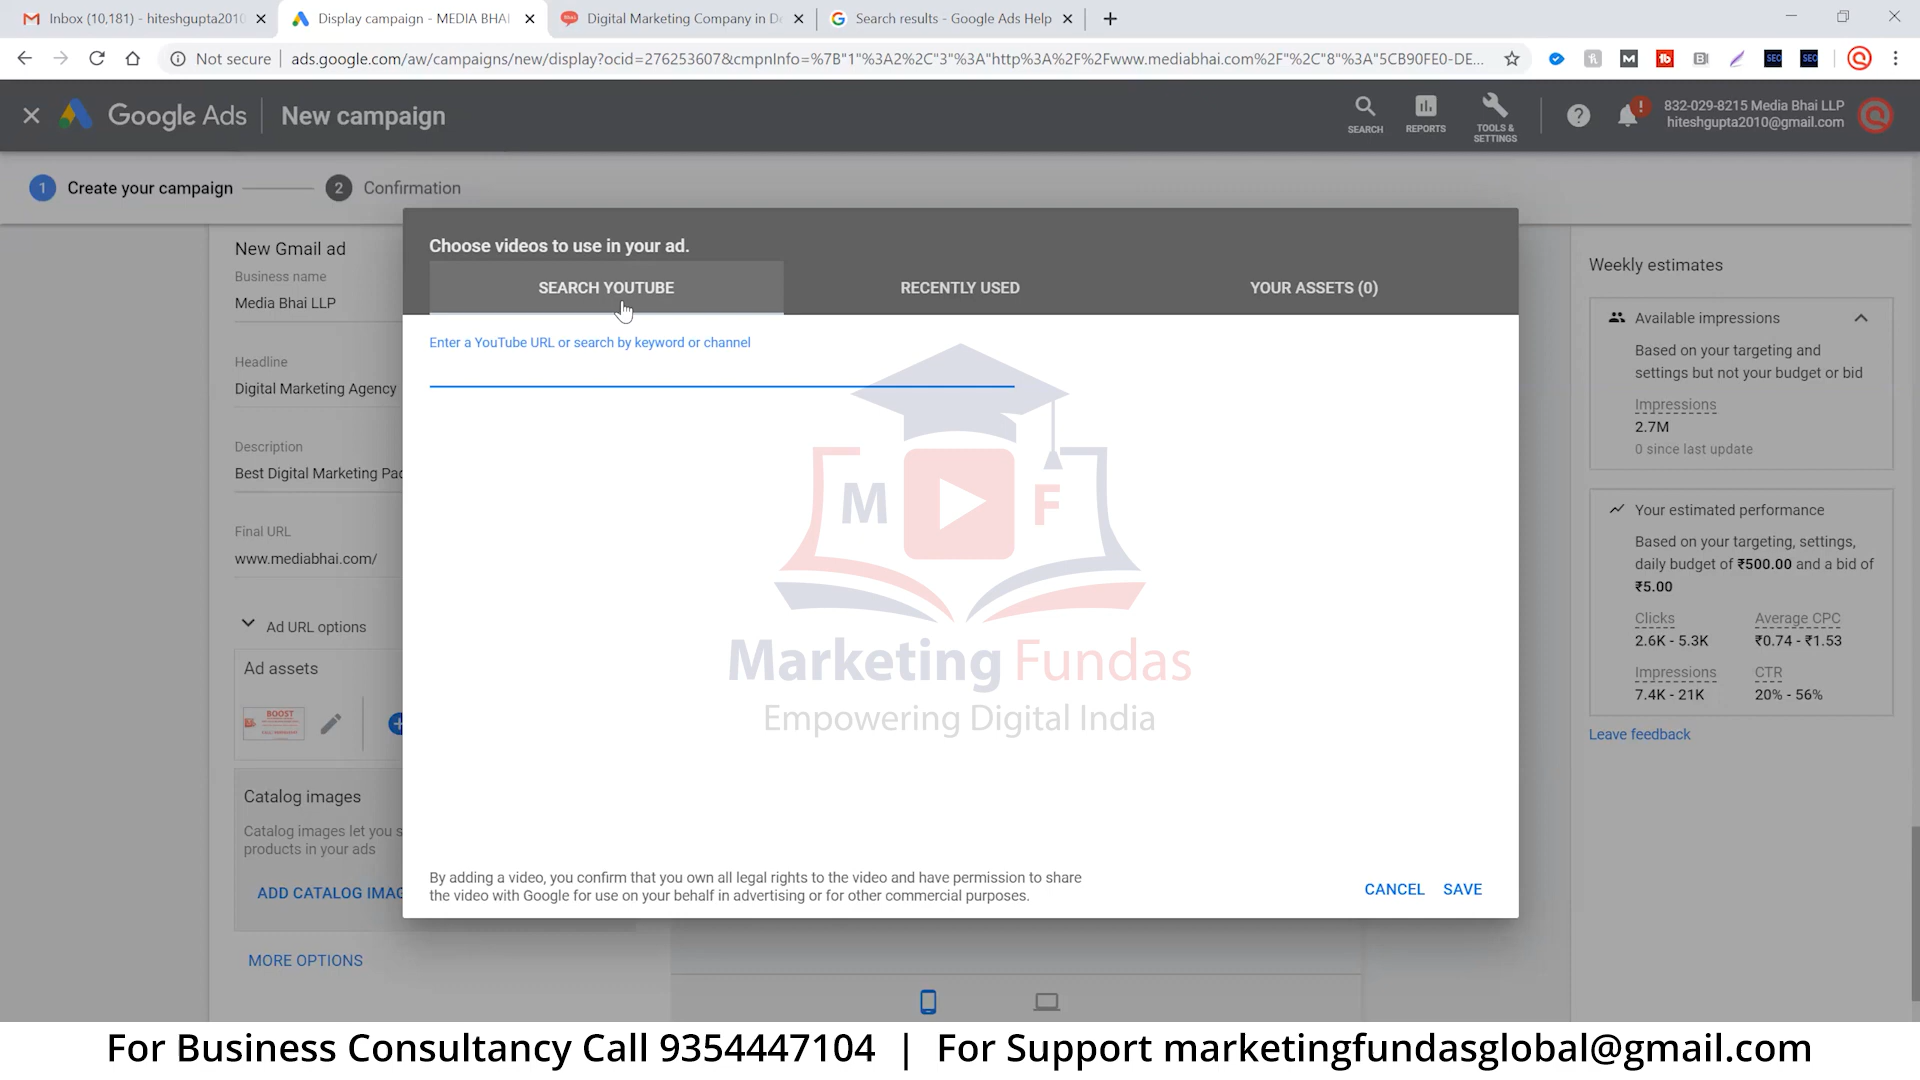 Inbox (10,181) - hiteshgupta2010
Display campaign - MEDIA BHAI
Digital Marketing Company in De
Search results - Google Ads Help
Not secure
ads.google.com/aw/campaigns/new/display?ocid=276253607&cmpnInfo=%7B"1"%3A2%2C"3"%3A"http%3A%2F%2Fwww.mediabhai.com%2F"%2C"8"%3A"5CB90FE0-DE...
Google Ads
New campaign
SEARCH
REPORTS
TOOLS &
SETTINGS
832-029-8215 Media Bhai LLP
hiteshgupta2010@gmail.com
1 Create your campaign
2 Confirmation
New Gmail ad
Business name
Media Bhai LLP
Headline
Digital Marketing Agency
Description
Best Digital Marketing Pac
Final URL
www.mediabhai.com/
Ad URL options
Ad assets
BOOST
Catalog images
Catalog images let you s
products in your ads
ADD CATALOG IMAG
MORE OPTIONS
Choose videos to use in your ad.
SEARCH YOUTUBE
RECENTLY USED
YOUR ASSETS (0)
Enter a YouTube URL or search by keyword or channel
M F
Marketing Fundas
Empowering Digital India
By adding a video, you confirm that you own all legal rights to the video and have permission to share
the video with Google for use on your behalf in advertising or for other commercial purposes.
CANCEL
SAVE
Weekly estimates
Available impressions
Based on your targeting and
settings but not your budget or bid
Impressions
2.7M
0 since last update
Your estimated performance
Based on your targeting, settings,
daily budget of ₹500.00 and a bid of
₹5.00
Clicks
2.6K - 5.3K
Average CPC
₹0.74 - ₹1.53
Impressions
7.4K - 21K
CTR
20% - 56%
Leave feedback
For Business Consultancy Call 9354447104 | For Support marketingfundasglobal@gmail.com